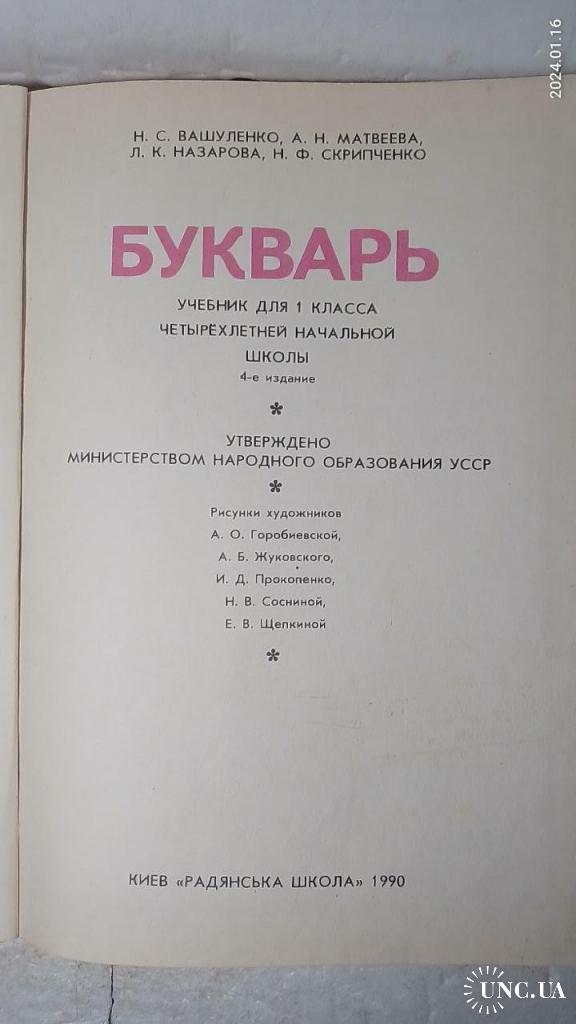 2024.01.16
Н. С. ВАШУЛЕНКО, А. Н. МАТВЕЕВА,
Л. К. НАЗАРОВА, Н. Ф. СКРИПЧЕНКО
БУКВАРЬ
УЧЕБНИК ДЛЯ 1 КЛАССА
ЧЕТЫРЁХЛЕТНЕЙ НАЧАЛЬНОЙ
ШКОЛЫ
4-е издание
*
УТВЕРЖДЕНО
МИНИСТЕРСТВОМ НАРОДНОГО ОБРАЗОВАНИЯ УССР
*
Рисунки художников
А. О. Горобиевской,
А. Б. Жуковского,
И. Д. Прокопенко,
Н. В. Сосниной,
Е. В. Щепкиной
*
КИЕВ «РАДЯНСЬКА ШКОЛА» 1990
UNC.UA